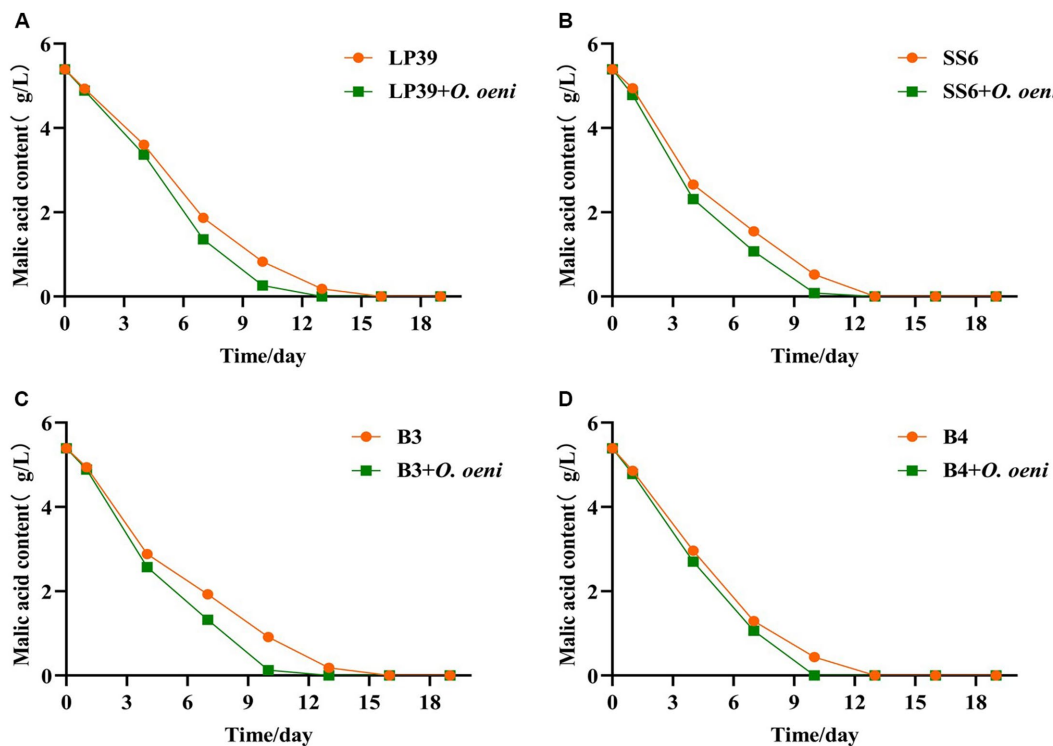 A
Malic acid content( g/L)
6
4
2
0
LP39
LP39+O. oeni
0 3 6 9 12 15 18
Time/day
B
Malic acid content( g/L)
6
4
2
0
SS6
SS6+O. oeni
0 3 6 9 12 15 18
Time/day
C
Malic acid content( g/L)
6
4
2
0
B3
B3+O. oeni
0 3 6 9 12 15 18
Time/day
D
Malic acid content( g/L)
6
4
2
0
B4
B4+O. oeni
0 3 6 9 12 15 18
Time/day